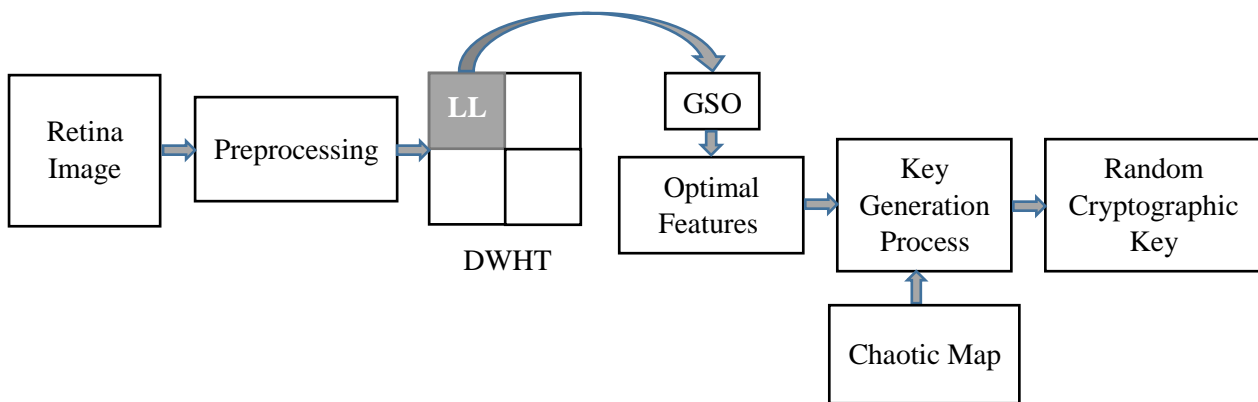 Retina
Image
Preprocessing
LL
DWHT
GSO
Optimal
Features
Key
Generation
Process
Random
Cryptographic
Key
Chaotic Map